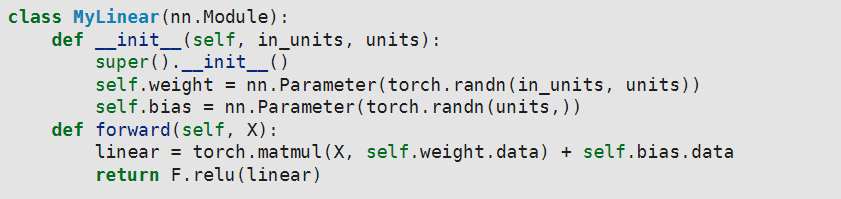 class MyLinear(nn.Module):
    def __init__(self, in_units, units):
        super().__init__()
        self.weight = nn.Parameter(torch.randn(in_units, units))
        self.bias = nn.Parameter(torch.randn(units,))
    def forward(self, X):
        linear = torch.matmul(X, self.weight.data) + self.bias.data
        return F.relu(linear)